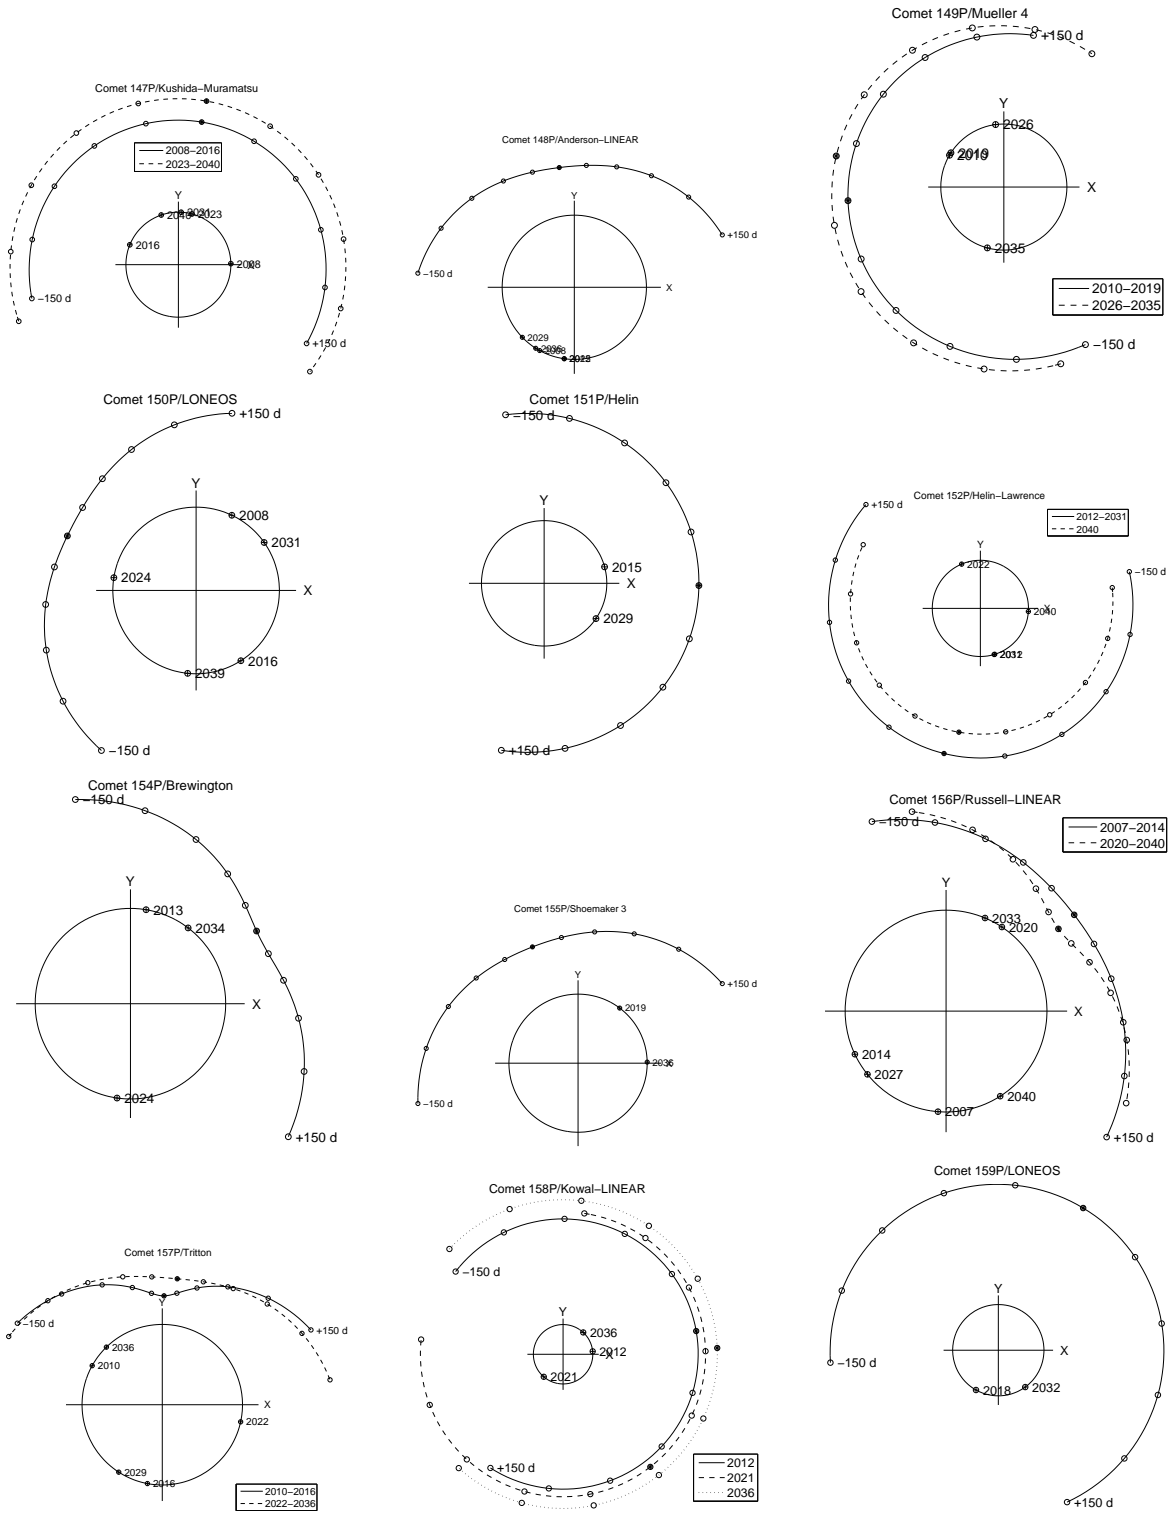 Comet 147P/Kushida−Muramatsu
2008−2016
2023−2040
Y
2023
2016
2008
−150 d
+150 d
Comet 148P/Anderson−LINEAR
Y
X
+150 d
−150 d
2029
Comet 149P/Mueller 4
+150 d
Y
2026
2019
2010
X
2035
2010−2019
2026−2035
−150 d
Comet 150P/LONEOS
+150 d
Y
2008
2031
2024
X
2016
2039
−150 d
Comet 151P/Helin
−150 d
Y
2015
X
2029
+150 d
Comet 152P/Helin−Lawrence
+150 d
2012−2031
2040
Y
2022
−150 d
2040
X
Comet 154P/Brewington
−150 d
Y
2013
2034
X
2024
+150 d
Comet 155P/Shoemaker 3
Y
+150 d
2019
2036
X
−150 d
Comet 156P/Russell−LINEAR
−150 d
2007−2014
2020−2040
Y
2033
2020
X
2014
2027
2040
2007
+150 d
Comet 157P/Tritton
Y
−150 d
+150 d
2036
2010
X
2022
2029
2016
2010−2016
2022−2036
Comet 158P/Kowal−LINEAR
−150 d
Y
2036
2012
X
2021
+150 d
2012
2021
2036
Comet 159P/LONEOS
Y
X
−150 d
2018
2032
+150 d